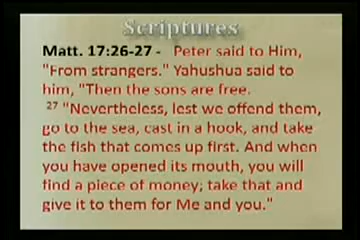 Scriptures
Matt. 17:26-27 - Peter said to Him,
"From strangers." Yahushua said to
him, "Then the sons are free.
27 "Nevertheless, lest we offend them,
go to the sea, cast in a hook, and take
the fish that comes up first. And when
you have opened its mouth, you will
find a piece of money; take that and
give it to them for Me and you."